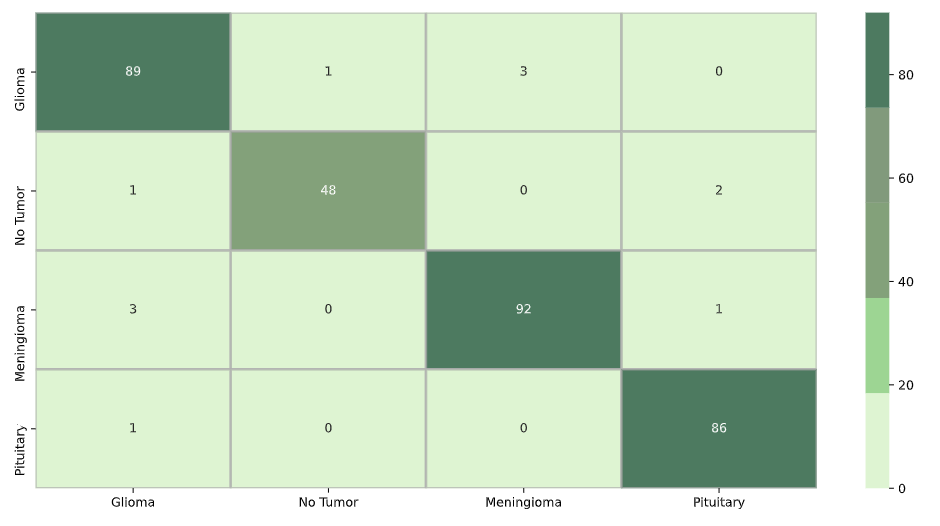 Glioma 89 1 3 0
No Tumor 1 48 0 2
Meningioma 3 0 92 1
Pituitary 1 0 0 86
Glioma No Tumor Meningioma Pituitary
80
60
40
20
0